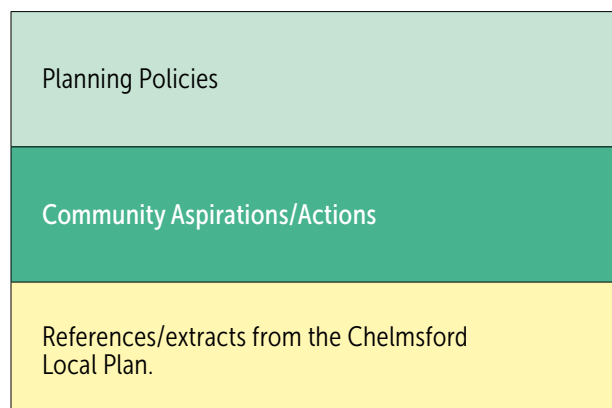 Planning Policies
Community Aspirations/Actions
References/extracts from the Chelmsford
Local Plan.